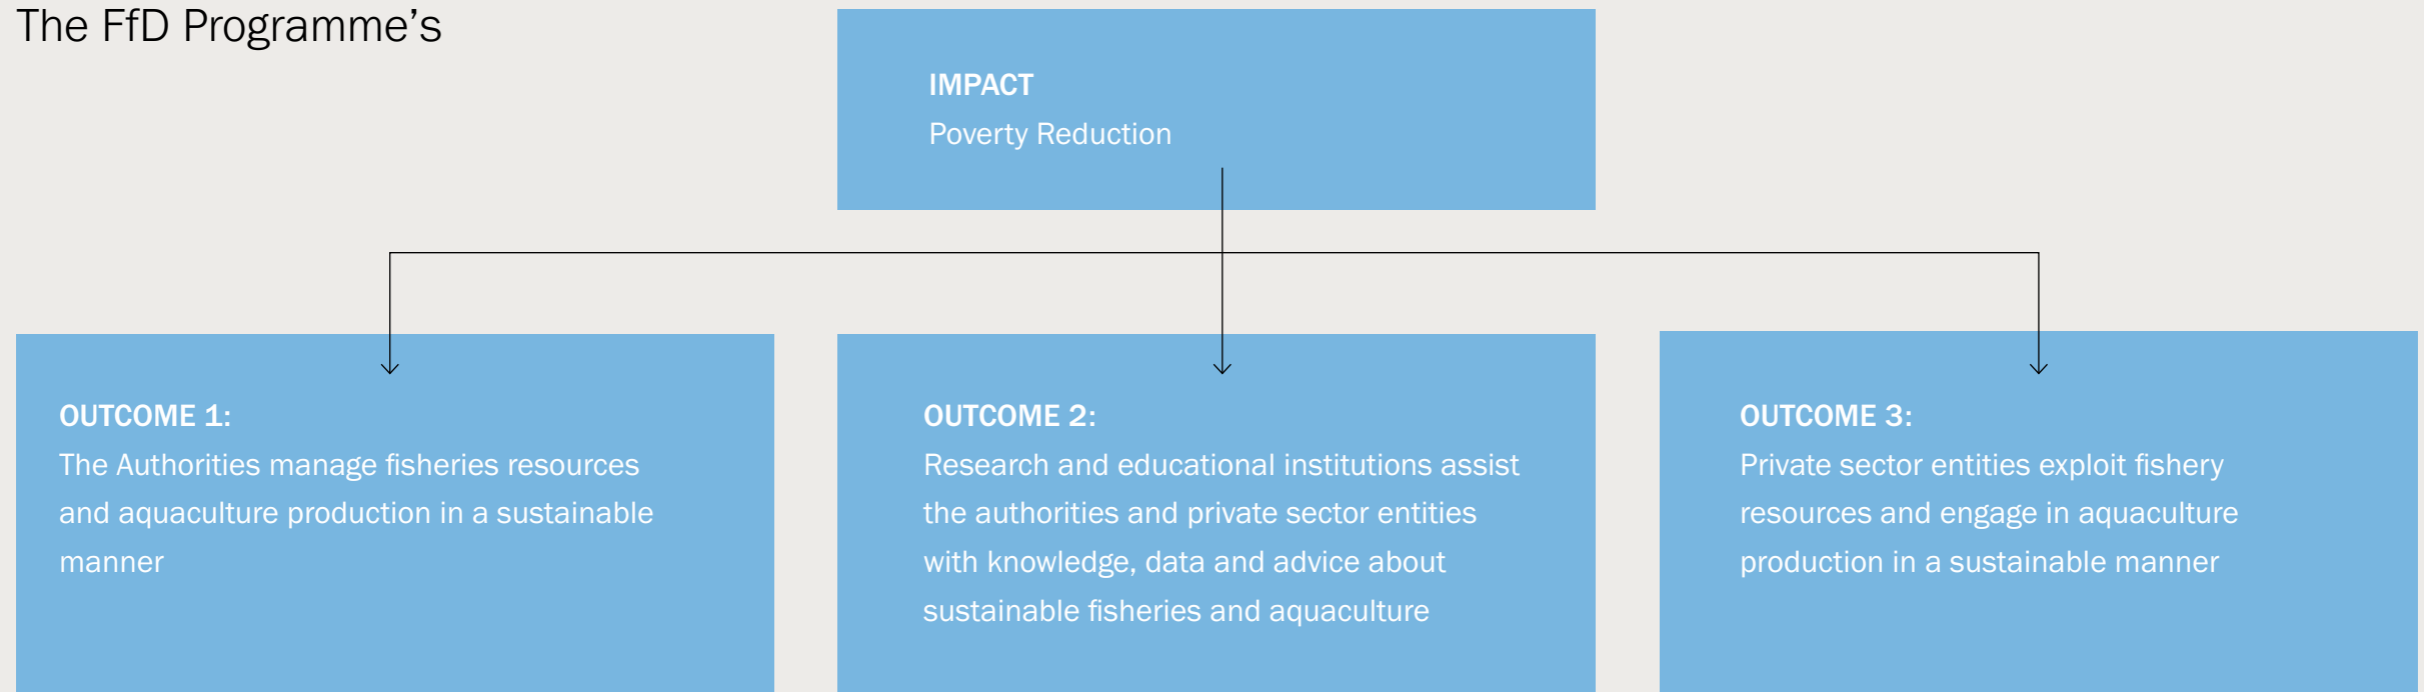 The FfD Programme’s
IMPACT
Poverty Reduction
OUTCOME 1:
The Authorities manage fisheries resources
and aquaculture production in a sustainable
manner
OUTCOME 2:
Research and educational institutions assist
the authorities and private sector entities
with knowledge, data and advice about
sustainable fisheries and aquaculture
OUTCOME 3:
Private sector entities exploit fishery
resources and engage in aquaculture
production in a sustainable manner